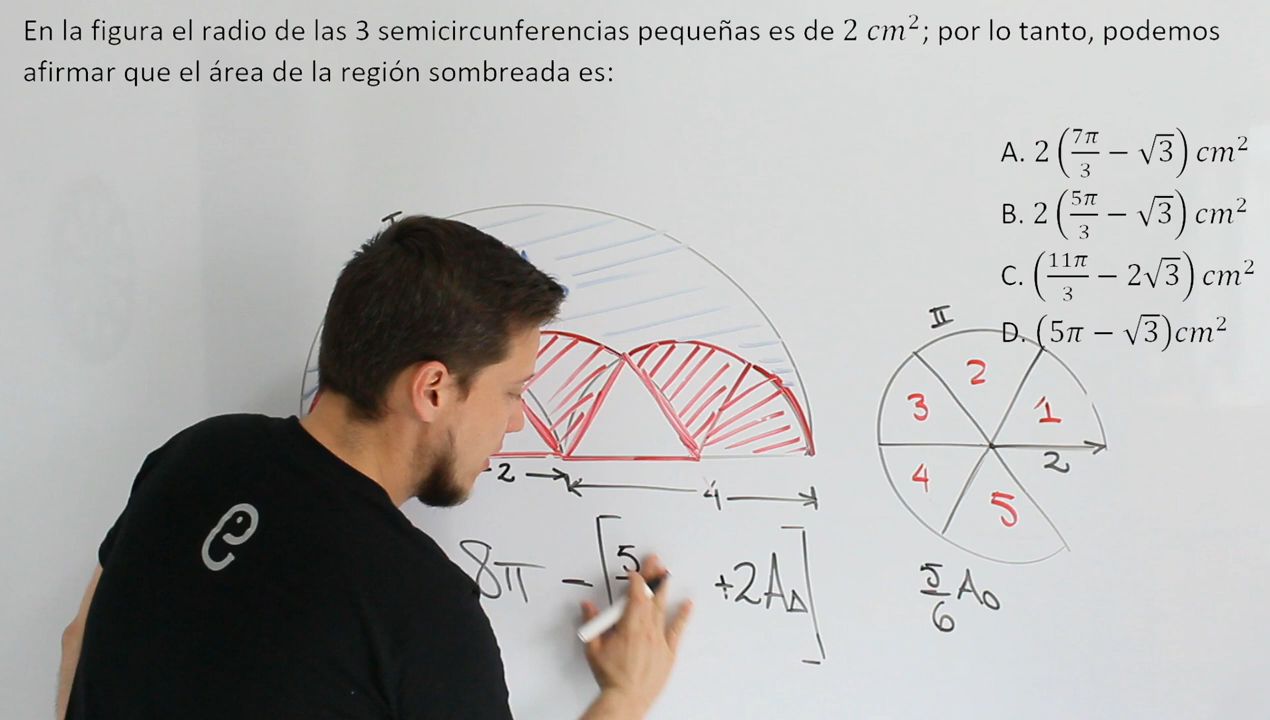 En la figura el radio de las 3 semicircunferencias pequeñas es de 2 cm²; por lo tanto, podemos
afirmar que el área de la región sombreada es:
A. 2 (7π/3 − √3) cm²
B. 2 (5π/3 − √3) cm²
C. (11π/3 − 2√3) cm²
D. (5π − √3)cm²
I
II
2
3
1
4
5
2
2
4
8π − [5 +2A△]
5/6 A○
e